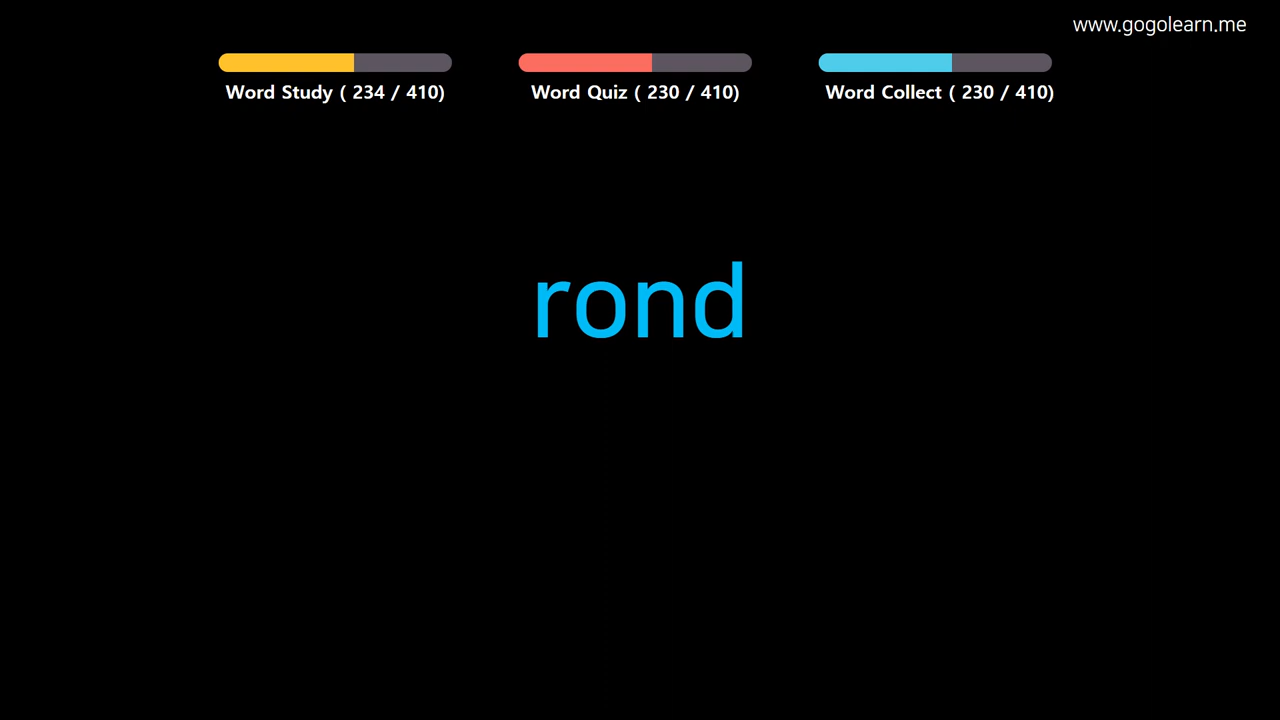 www.gogolearn.me
Word Study ( 234 / 410)
Word Quiz ( 230 / 410)
Word Collect ( 230 / 410)
rond